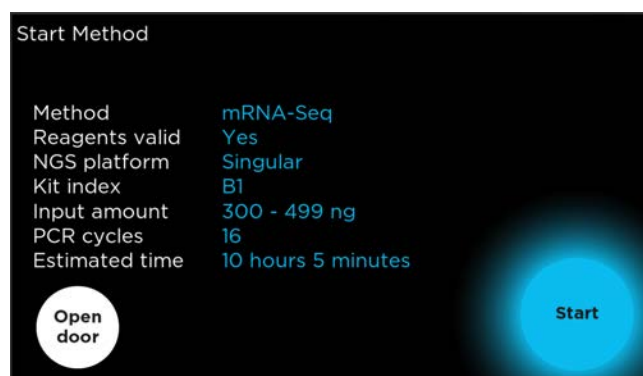 Start Method
Method mRNA-Seq
Reagents valid Yes
NGS platform Singular
Kit index B1
Input amount 300 - 499 ng
PCR cycles 16
Estimated time 10 hours 5 minutes
Open
door
Start